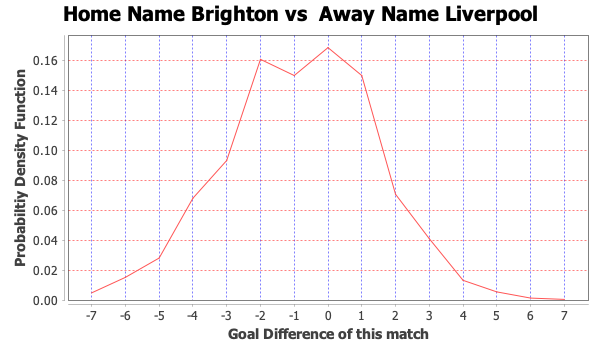 Home Name Brighton vs  Away Name Liverpool
Probabiltiy Density Function
0.16
0.14
0.12
0.10
0.08
0.06
0.04
0.02
0.00
-7 -6 -5 -4 -3 -2 -1 0 1 2 3 4 5 6 7
Goal Difference of this match